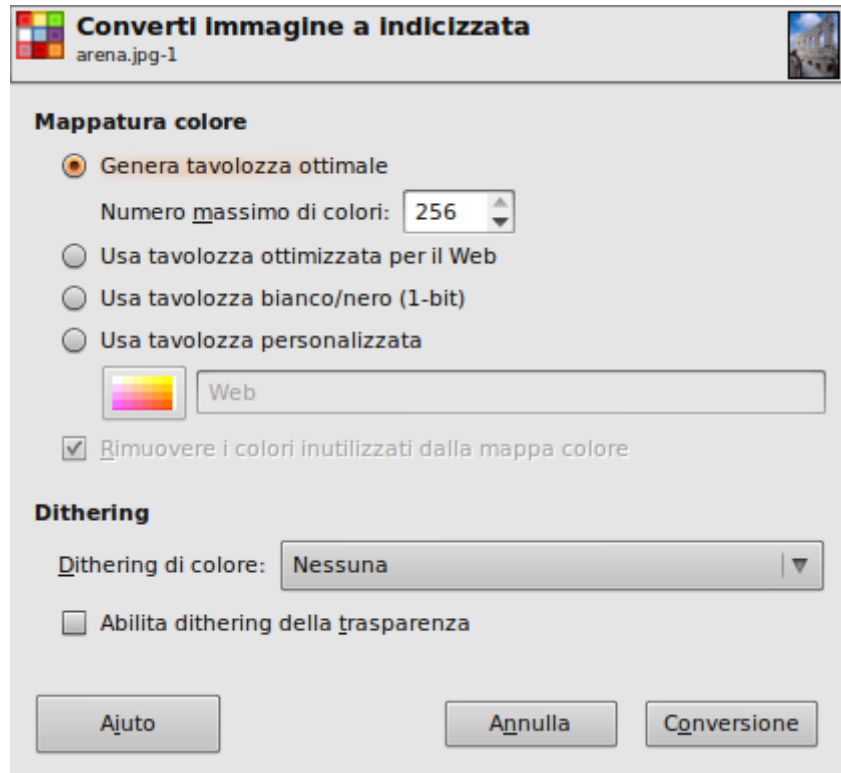 Converti immagine a indicizzata
arena.jpg-1
Mappatura colore
Genera tavolozza ottimale
Numero massimo di colori: 256
Usa tavolozza ottimizzata per il Web
Usa tavolozza bianco/nero (1-bit)
Usa tavolozza personalizzata
Web
Rimuovere i colori inutilizzati dalla mappa colore
Dithering
Dithering di colore: Nessuna
Abilita dithering della trasparenza
Aiuto Annulla Conversione